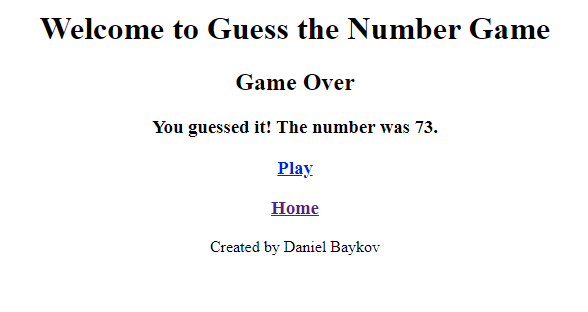 Welcome to Guess the Number Game
Game Over
You guessed it! The number was 73.
Play
Home
Created by Daniel Baykov